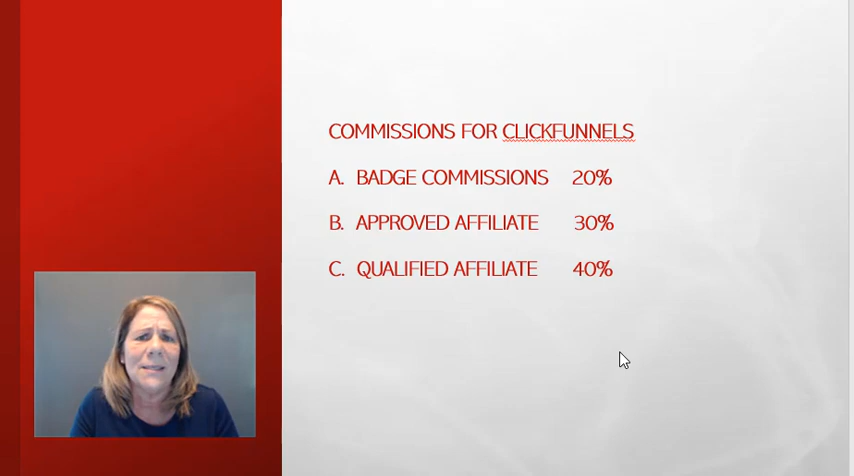 COMMISSIONS FOR CLICKFUNNELS
A. BADGE COMMISSIONS 20%
B. APPROVED AFFILIATE 30%
C. QUALIFIED AFFILIATE 40%